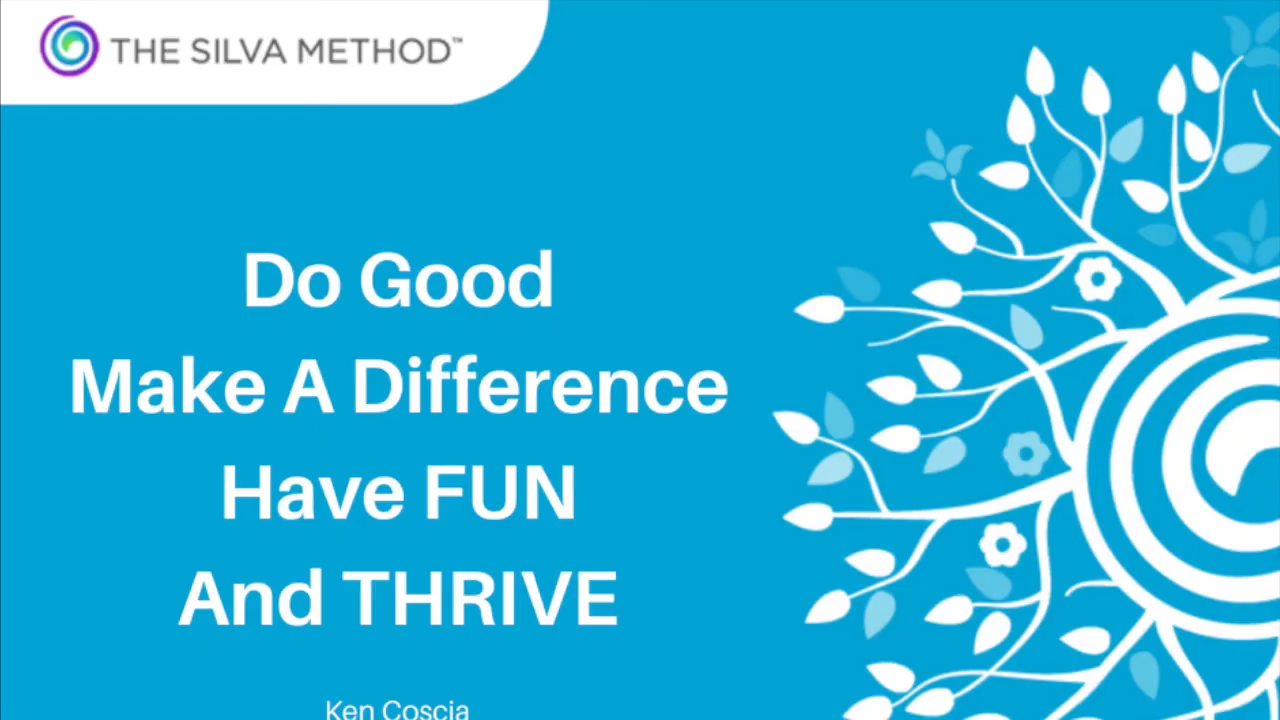 THE SILVA METHOD™
Do Good
Make A Difference
Have FUN
And THRIVE
Ken Coscia